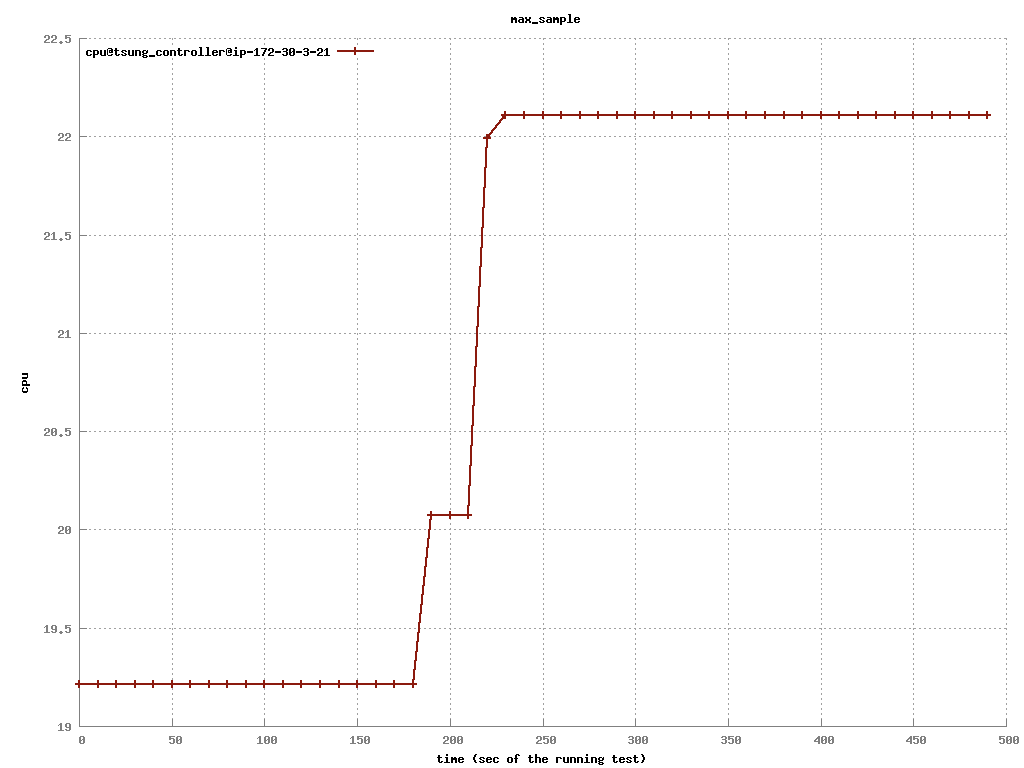 max_sample
22.5
cpu@tsung_controller@ip-172-30-3-21
22
21.5
21
cpu
20.5
20
19.5
19
0 50 100 150 200 250 300 350 400 450 500
time (sec of the running test)